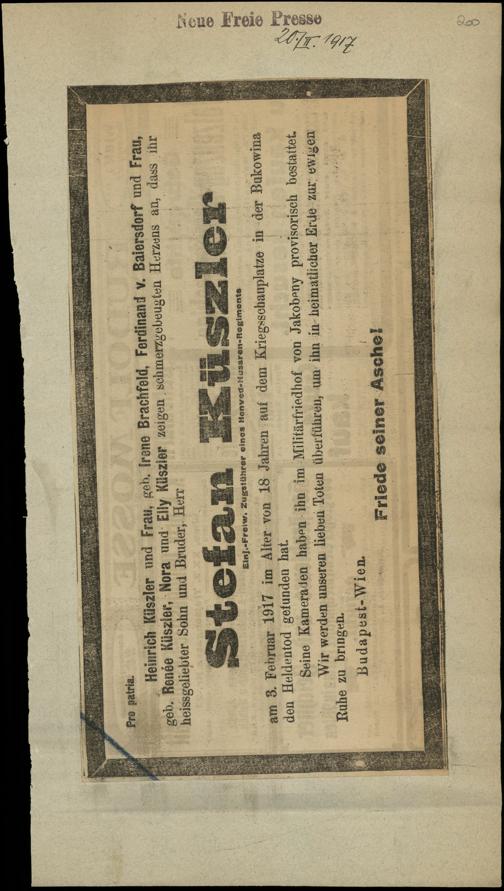 Neue Freie Presse
20./II. 1917
200
Pro patria.
Heinrich Küszler und Frau, geb. Irene Brachfeld, Ferdinand v. Baiersdorf und Frau,
geb. Renée Küszler, Nora und Elly Küszler zeigen schmerzgebeugten Herzens an, dass ihr
heissgeliebter Sohn und Bruder, Herr
Stefan Küszler
Einj.-Freiw. Zugsführer eines Honvéd-Husaren-Regiments
am 3. Februar 1917 im Alter von 18 Jahren auf dem Kriegsschauplatze in der Bukowina
den Heldentod gefunden hat.
Seine Kameraden haben ihn im Militärfriedhof von Jakobeny provisorisch bestattet.
Wir werden unseren lieben Toten überführen, um ihn in heimatlicher Erde zur ewigen
Ruhe zu bringen.
Budapest-Wien.
Friede seiner Asche!